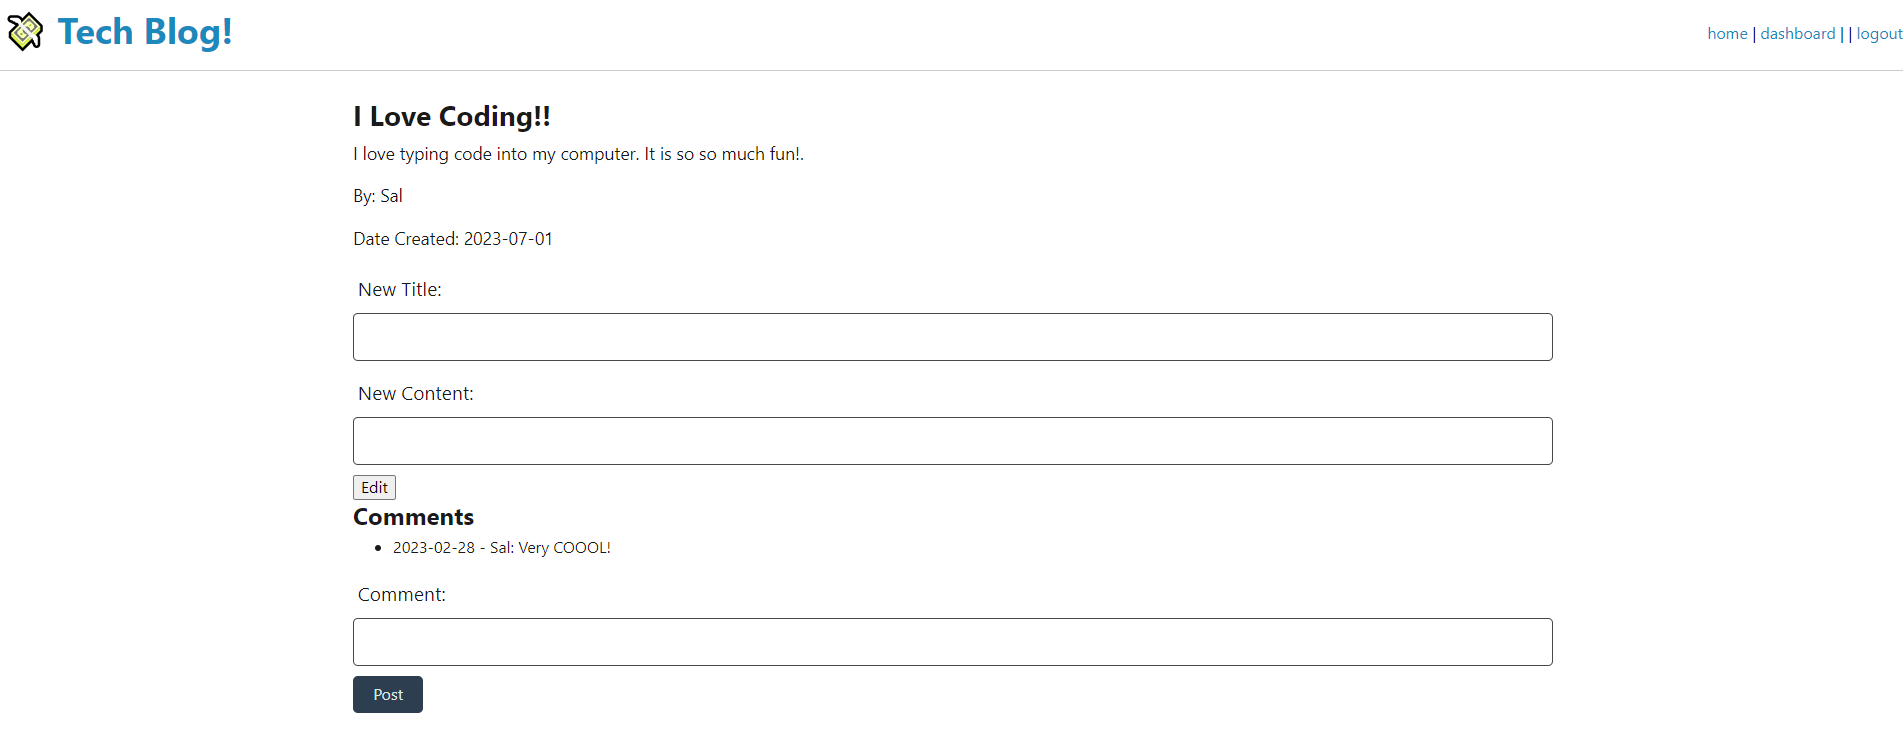 Tech Blog!
home | dashboard | | logout
I Love Coding!!
I love typing code into my computer. It is so so much fun!.
By: Sal
Date Created: 2023-07-01
New Title:
New Content:
Edit
Comments
• 2023-02-28 - Sal: Very COOOL!
Comment:
Post